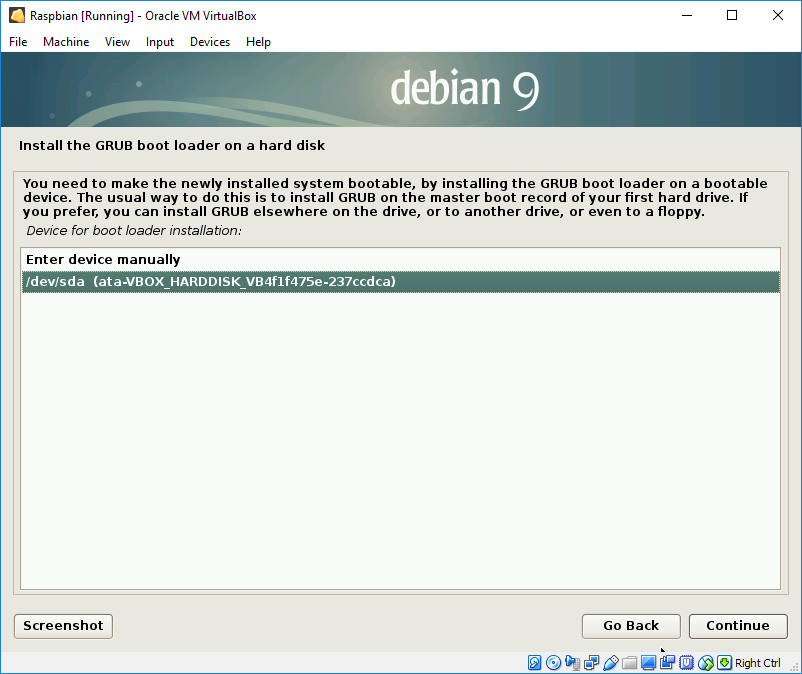 Raspbian [Running] - Oracle VM VirtualBox
File Machine View Input Devices Help
debian 9
Install the GRUB boot loader on a hard disk
You need to make the newly installed system bootable, by installing the GRUB boot loader on a bootable
device. The usual way to do this is to install GRUB on the master boot record of your first hard drive. If
you prefer, you can install GRUB elsewhere on the drive, or to another drive, or even to a floppy.
Device for boot loader installation:
Enter device manually
/dev/sda (ata-VBOX_HARDDISK_VB4f1f475e-237ccdca)
Screenshot Go Back Continue
Right Ctrl